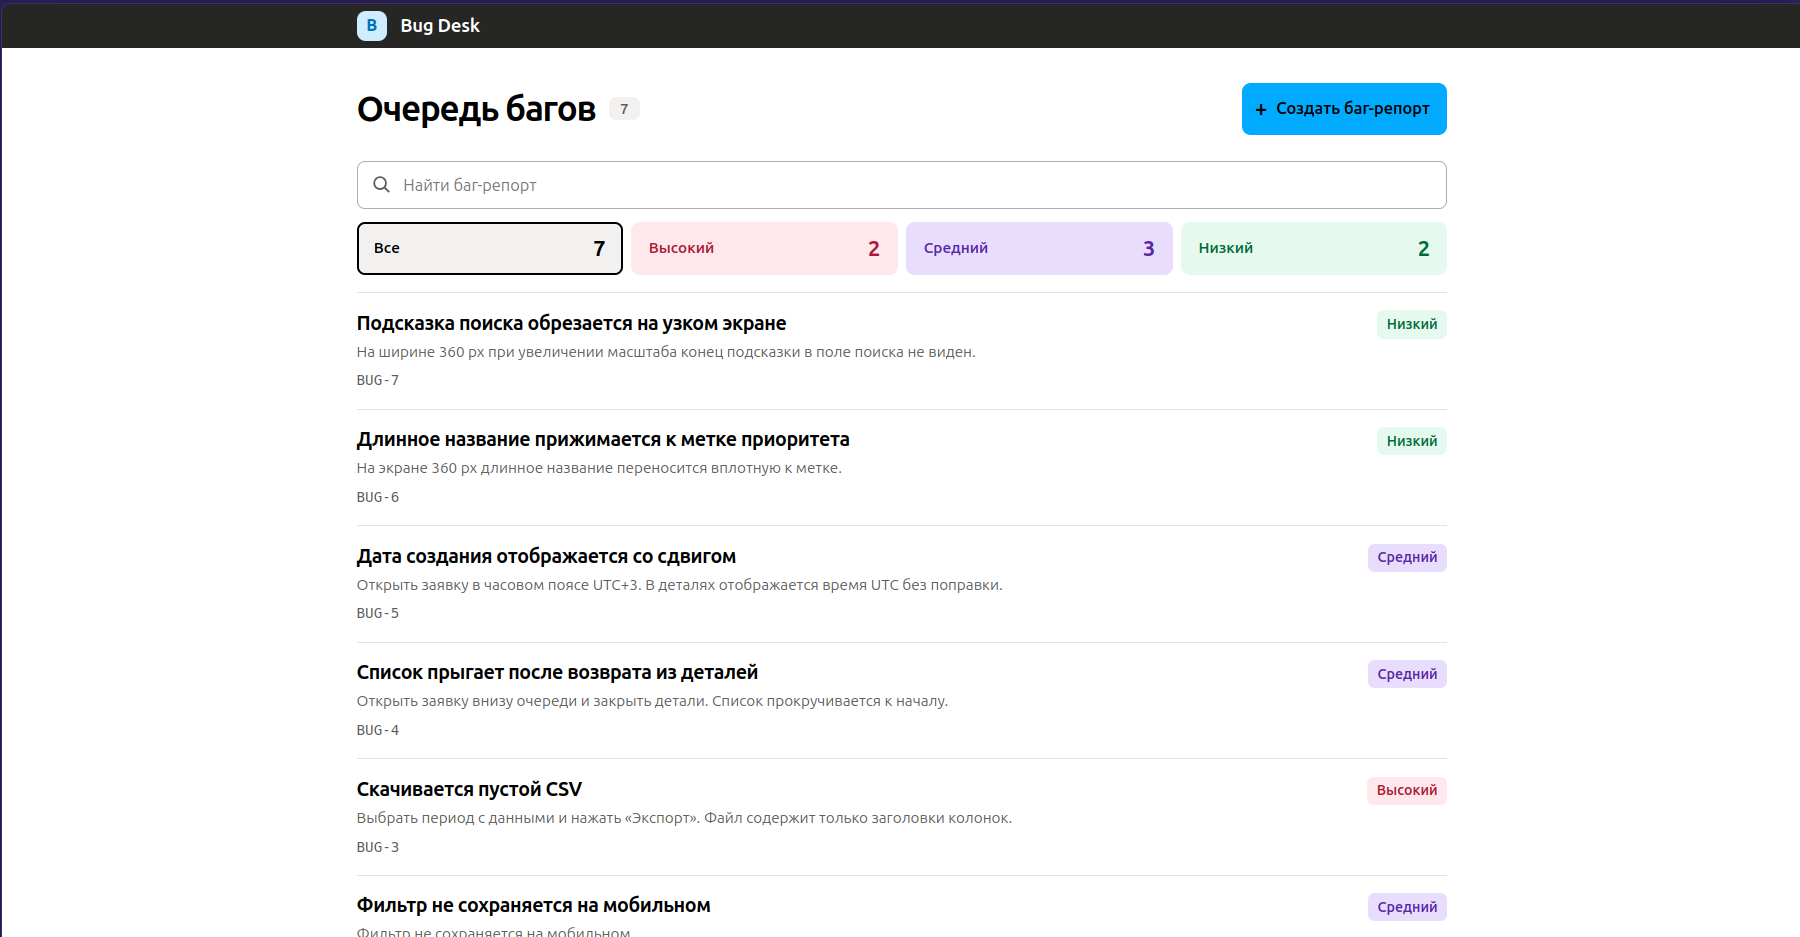 B Bug Desk
Очередь багов 7
+ Создать баг-репорт
Найти баг-репорт
Все 7
Высокий 2
Средний 3
Низкий 2
Подсказка поиска обрезается на узком экране
Низкий
На ширине 360 px при увеличении масштаба конец подсказки в поле поиска не виден.
BUG-7
Длинное название прижимается к метке приоритета
Низкий
На экране 360 px длинное название переносится вплотную к метке.
BUG-6
Дата создания отображается со сдвигом
Средний
Открыть заявку в часовом поясе UTC+3. В деталях отображается время UTC без поправки.
BUG-5
Список прыгает после возврата из деталей
Средний
Открыть заявку внизу очереди и закрыть детали. Список прокручивается к началу.
BUG-4
Скачивается пустой CSV
Высокий
Выбрать период с данными и нажать «Экспорт». Файл содержит только заголовки колонок.
BUG-3
Фильтр не сохраняется на мобильном
Средний
Фильтр не сохраняется на мобильном